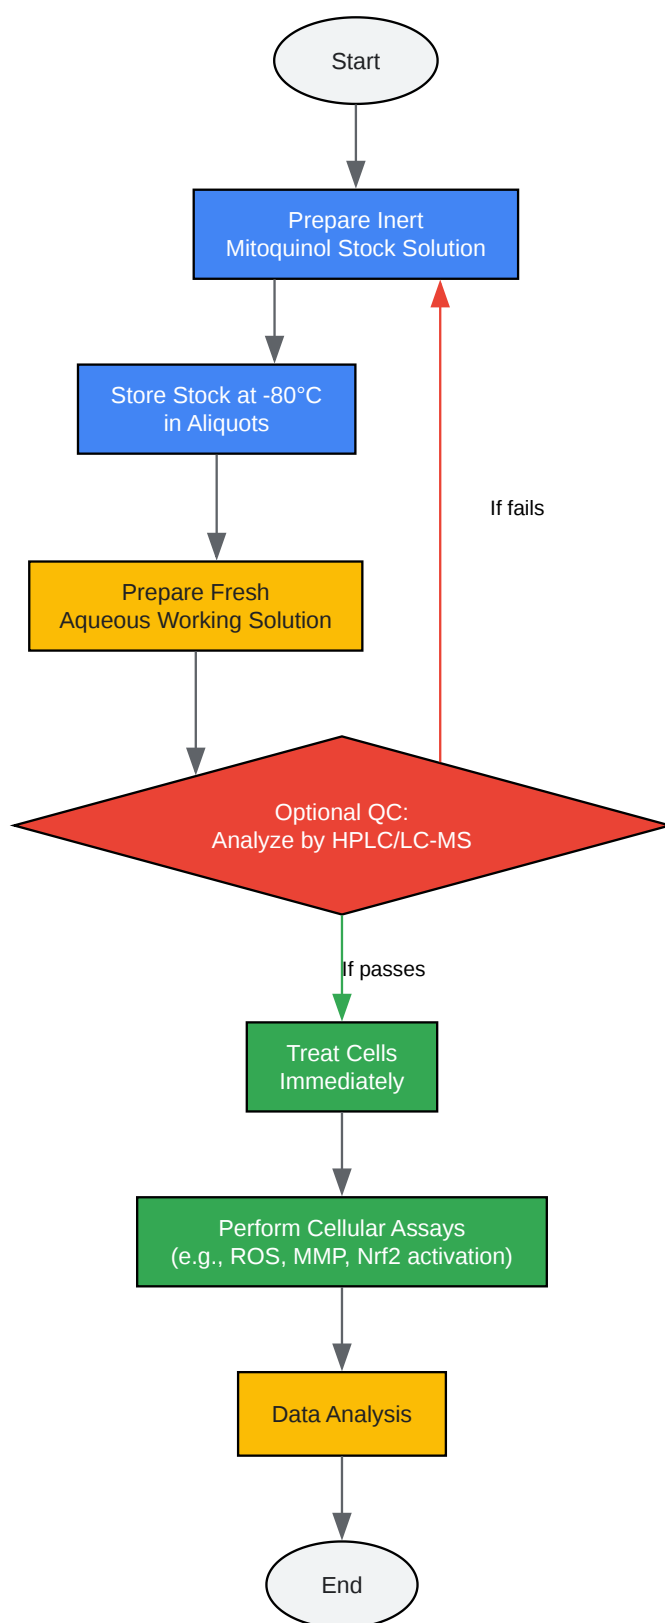 Start
Prepare Inert
Mitoquinol Stock Solution
Store Stock at -80°C
in Aliquots
If fails
Prepare Fresh
Aqueous Working Solution
Optional QC:
Analyze by HPLC/LC-MS
If passes
Treat Cells
Immediately
Perform Cellular Assays
(e.g., ROS, MMP, Nrf2 activation)
Data Analysis
End